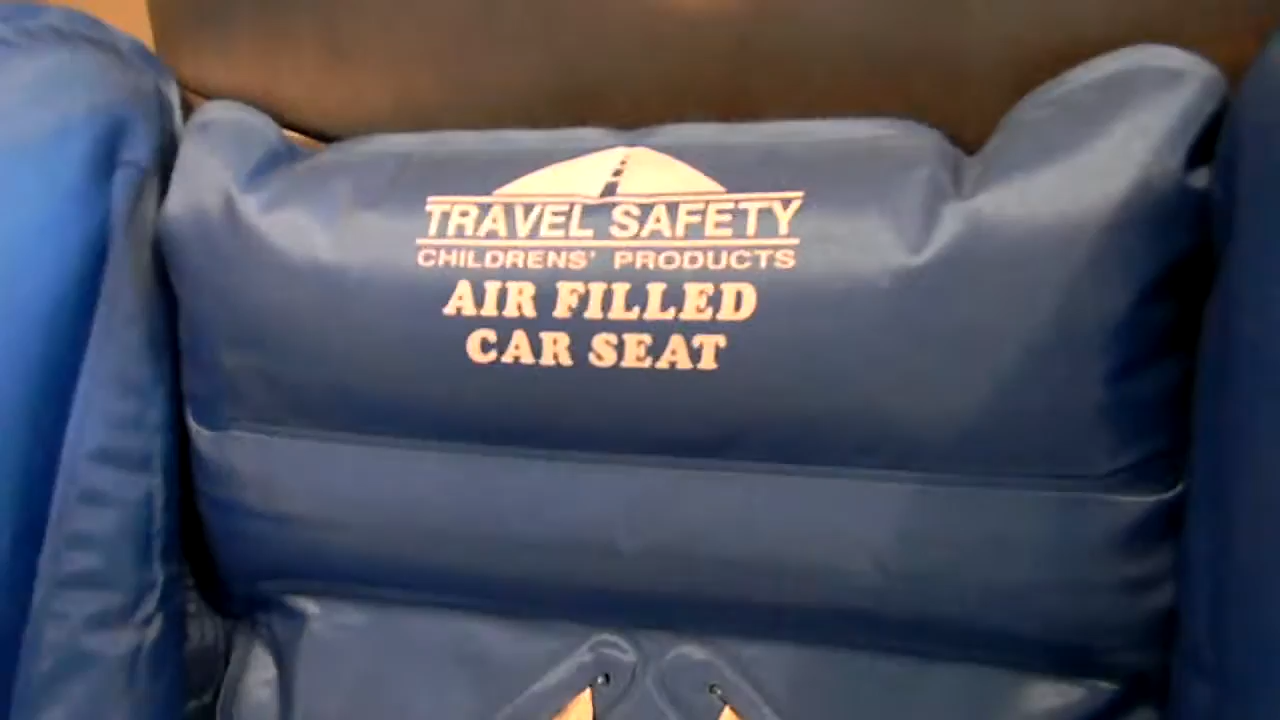 TRAVEL SAFETY
CHILDRENS' PRODUCTS
AIR FILLED
CAR SEAT